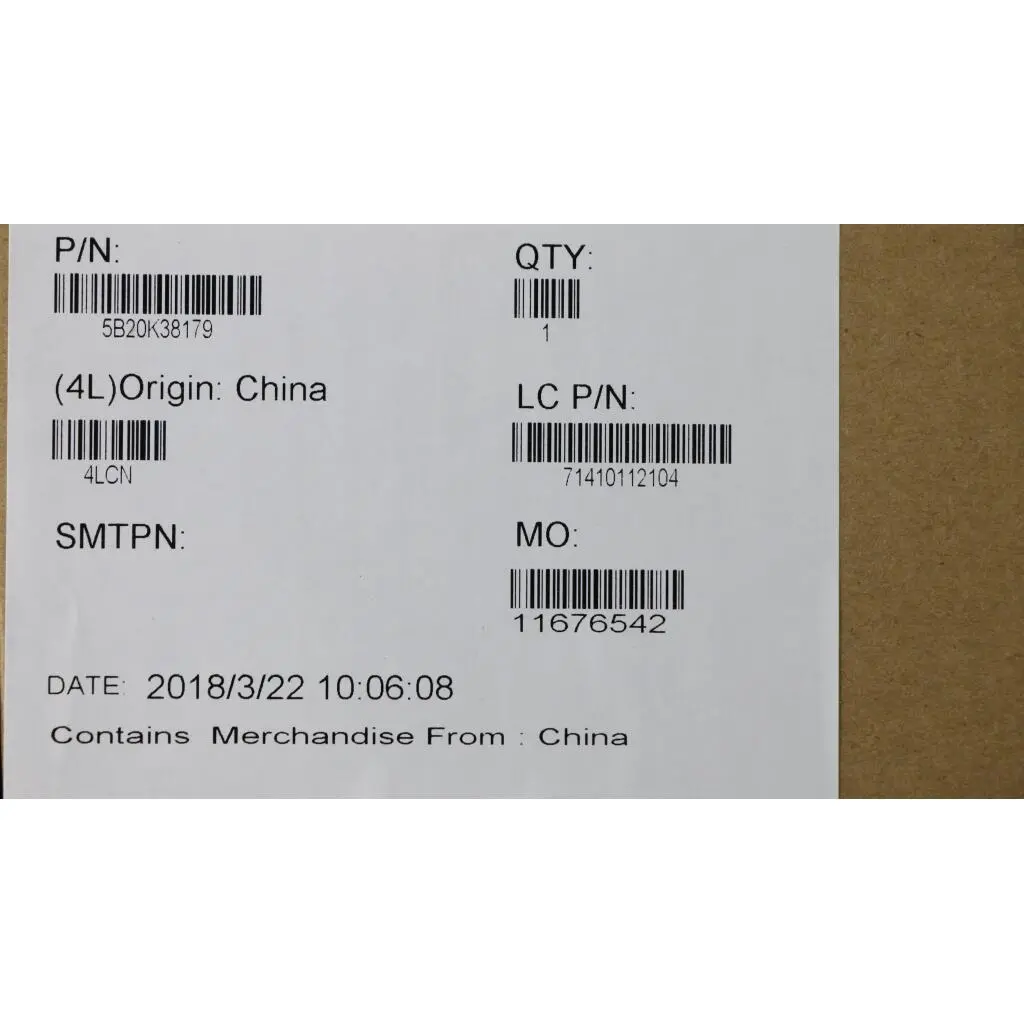 P/N:
QTY:
5B20K38179
1
(4L)Origin: China
LC P/N:
4LCN
71410112104
SMTPN:
MO:
11676542
DATE: 2018/3/22 10:06:08
Contains Merchandise From : China